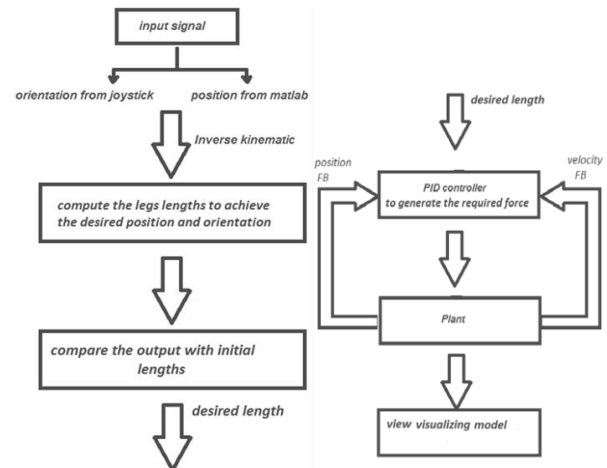 input signal
orientation from joystick
position from matlab
Inverse kinematic
compute the legs lengths to achieve
the desired position and orientation
compare the output with initial
lengths
desired length
desired length
position
FB
velocity
FB
PID controller
to generate the required force
Plant
view visualizing model